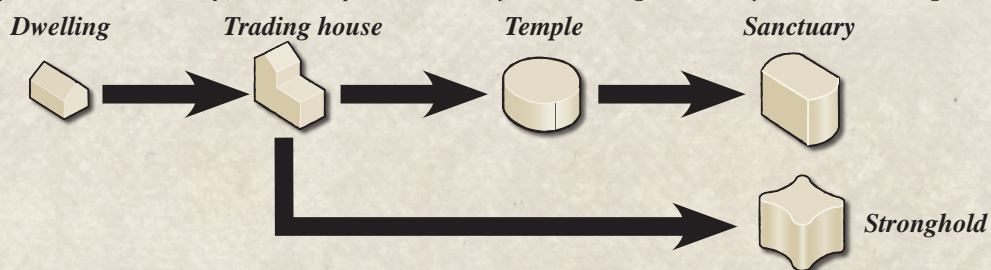 Dwelling
Trading house
Temple
Sanctuary
Stronghold